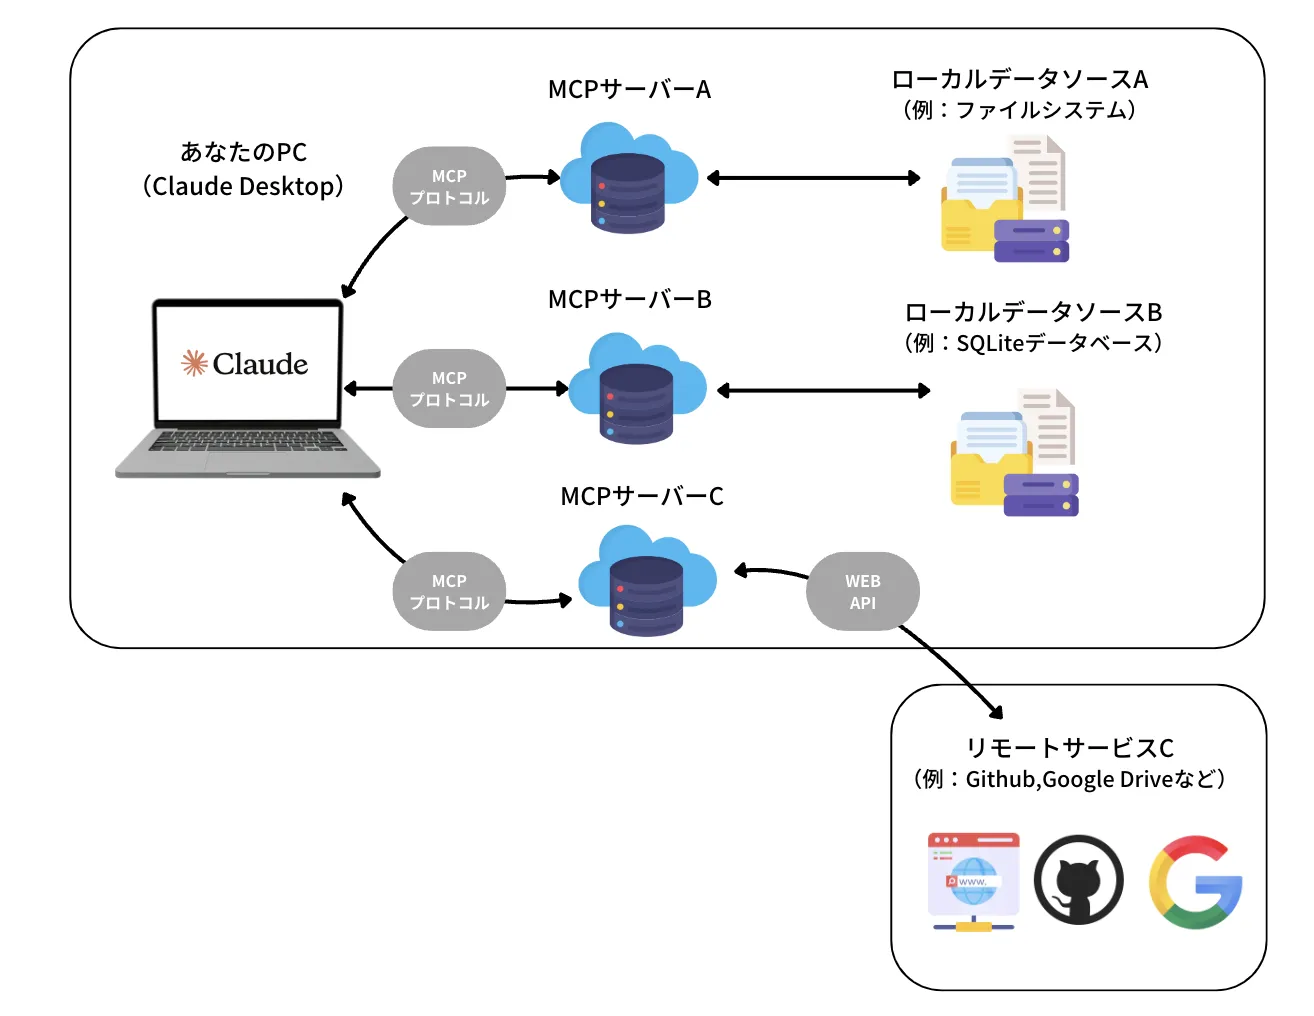 MCPサーバーA
ローカルデータソースA
（例：ファイルシステム）
あなたのPC
（Claude Desktop）
MCP
プロトコル
MCPサーバーB
ローカルデータソースB
（例：SQLiteデータベース）
Claude
MCP
プロトコル
MCPサーバーC
MCP
プロトコル
WEB
API
リモートサービスC
（例：Github,Google Driveなど）
www.